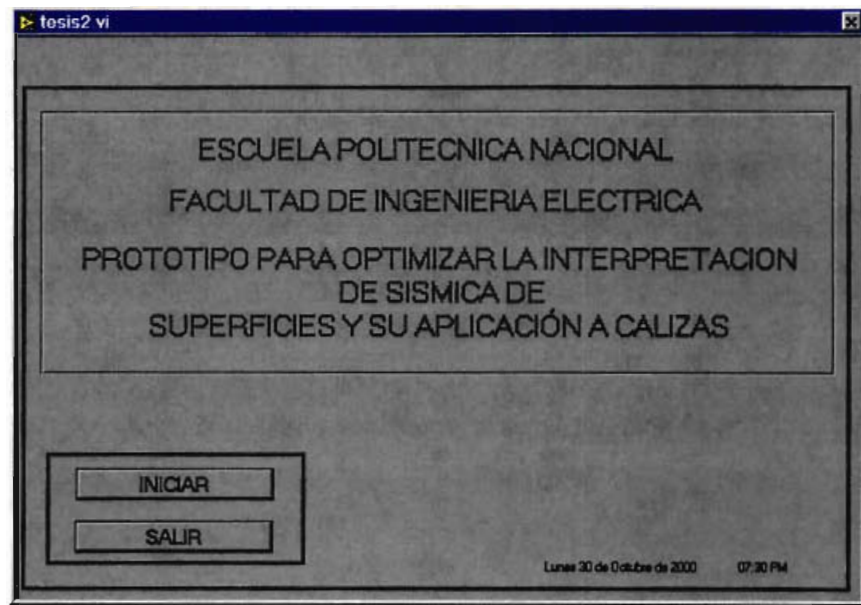 tesis2 vi
ESCUELA POLITECNICA NACIONAL
FACULTAD DE INGENIERIA ELECTRICA
PROTOTIPO PARA OPTIMIZAR LA INTERPRETACION
DE SISMICA DE
SUPERFICIES Y SU APLICACIÓN A CALIZAS
INICIAR
SALIR
Lunes 30 de Octubre de 2000 07:30 PM